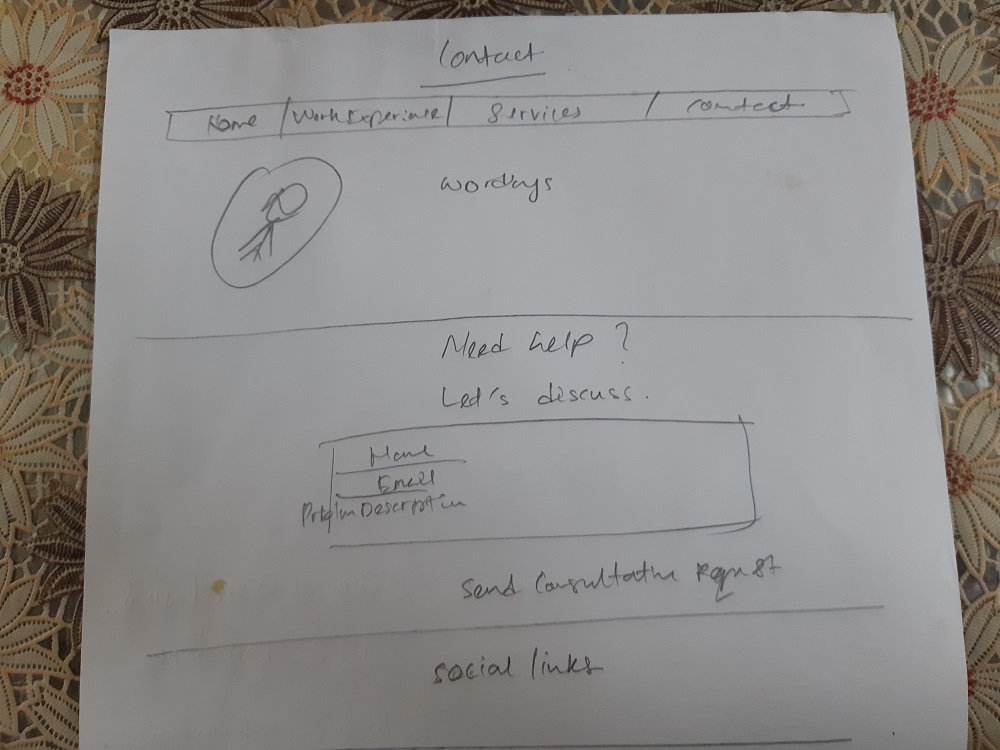 Contact
Home / Work Experience / Services / Contact
Need help ?
Let's discuss.
Name
Email
Problem Description
Send Consultation request
social links